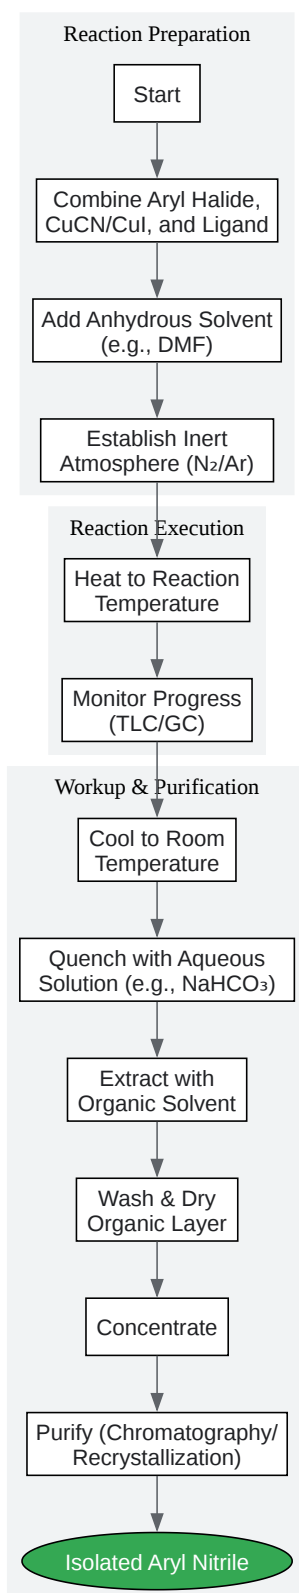 Reaction Preparation
Start
Combine Aryl Halide,
CuCN/CuI, and Ligand
Add Anhydrous Solvent
(e.g., DMF)
Establish Inert
Atmosphere (N₂/Ar)
Reaction Execution
Heat to Reaction
Temperature
Monitor Progress
(TLC/GC)
Workup & Purification
Cool to Room
Temperature
Quench with Aqueous
Solution (e.g., NaHCO₃)
Extract with
Organic Solvent
Wash & Dry
Organic Layer
Concentrate
Purify (Chromatography/
Recrystallization)
Isolated Aryl Nitrile